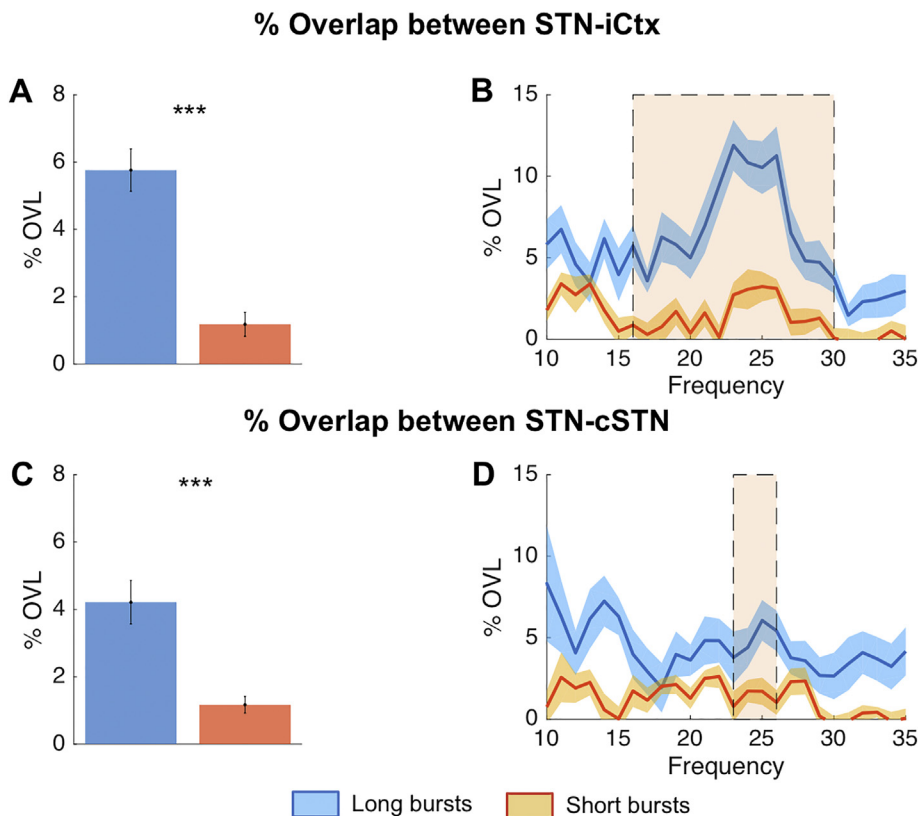 % Overlap between STN-iCtx
A
8
6
4
2
0
% OVL
***
B
15
10
5
0
% OVL
10 15 20 25 30 35
Frequency
% Overlap between STN-cSTN
C
8
6
4
2
0
% OVL
***
D
15
10
5
0
% OVL
10 15 20 25 30 35
Frequency
Long bursts Short bursts